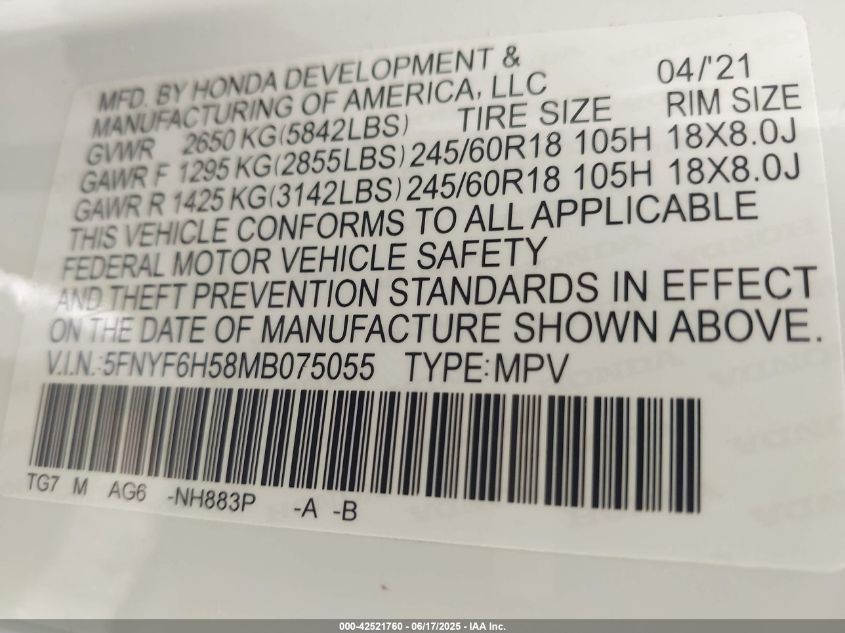 MFD. BY HONDA DEVELOPMENT &
MANUFACTURING OF AMERICA, LLC 04/'21
GVWR 2650 KG(5842LBS) TIRE SIZE RIM SIZE
GAWR F 1295 KG(2855LBS) 245/60R18 105H 18X8.0J
GAWR R 1425 KG(3142LBS) 245/60R18 105H 18X8.0J
THIS VEHICLE CONFORMS TO ALL APPLICABLE
FEDERAL MOTOR VEHICLE SAFETY
AND THEFT PREVENTION STANDARDS IN EFFECT
ON THE DATE OF MANUFACTURE SHOWN ABOVE.
V.I.N.:5FNYF6H58MB075055 TYPE:MPV
TG7 M AG6 -NH883P -A -B
000-42521760 - 06/17/2025 - IAA Inc.